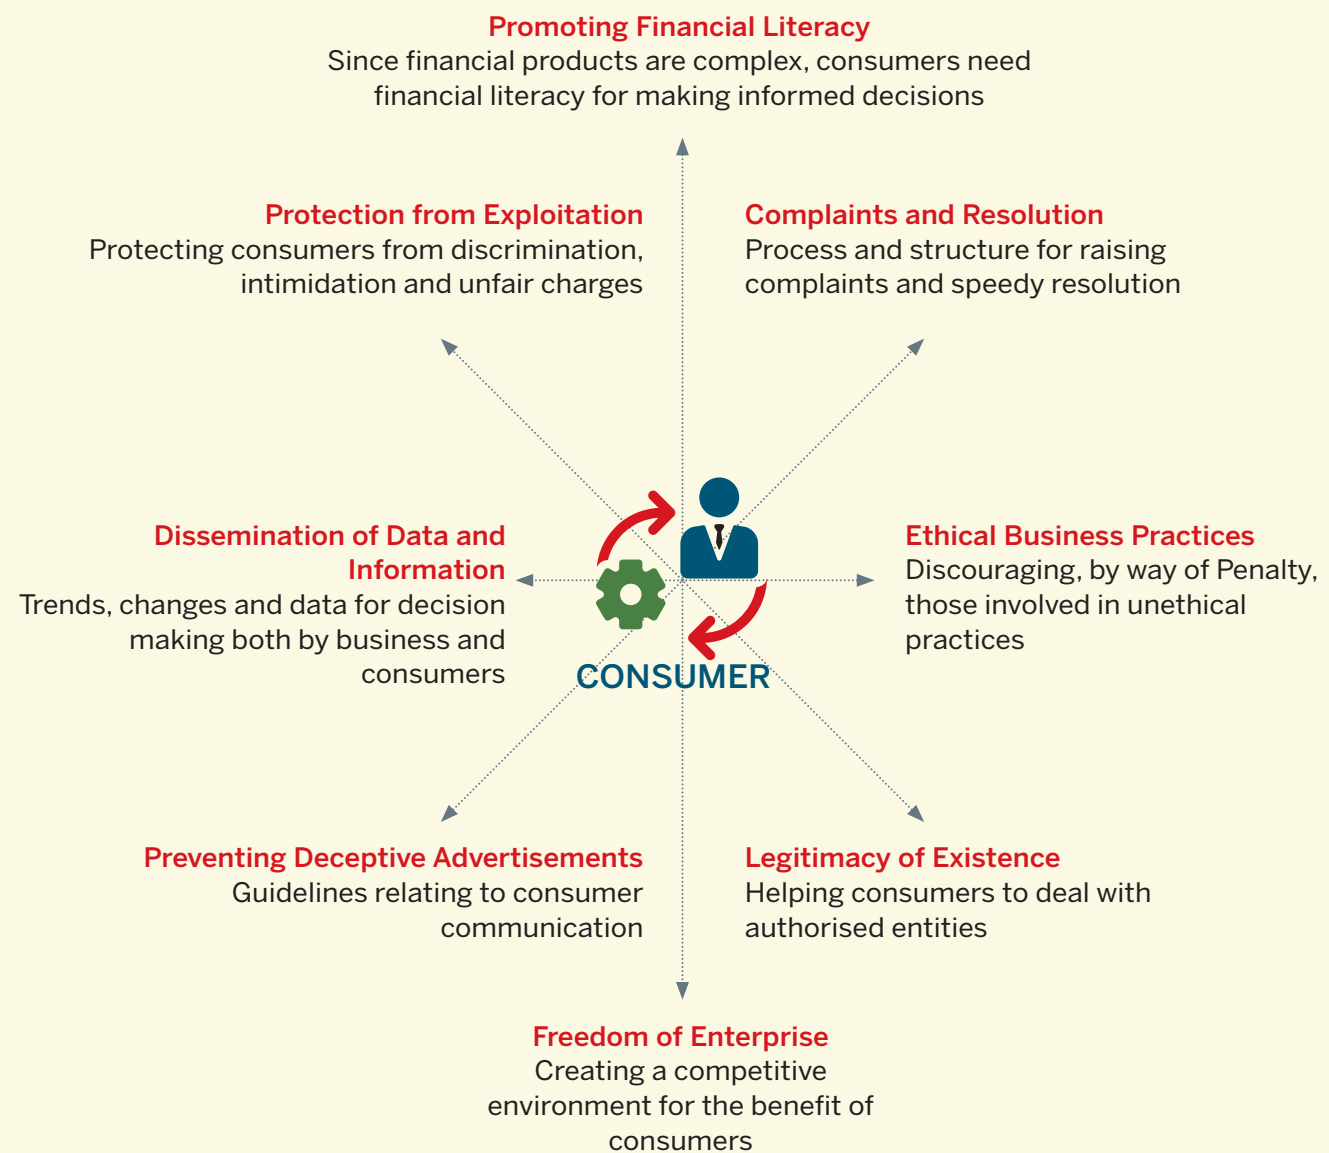 Promoting Financial Literacy
Since financial products are complex, consumers need
financial literacy for making informed decisions
Protection from Exploitation
Protecting consumers from discrimination,
intimidation and unfair charges
Complaints and Resolution
Process and structure for raising
complaints and speedy resolution
Dissemination of Data and
Information
Trends, changes and data for decision
making both by business and
consumers
CONSUMER
Ethical Business Practices
Discouraging, by way of Penalty,
those involved in unethical
practices
Preventing Deceptive Advertisements
Guidelines relating to consumer
communication
Legitimacy of Existence
Helping consumers to deal with
authorised entities
Freedom of Enterprise
Creating a competitive
environment for the benefit of
consumers